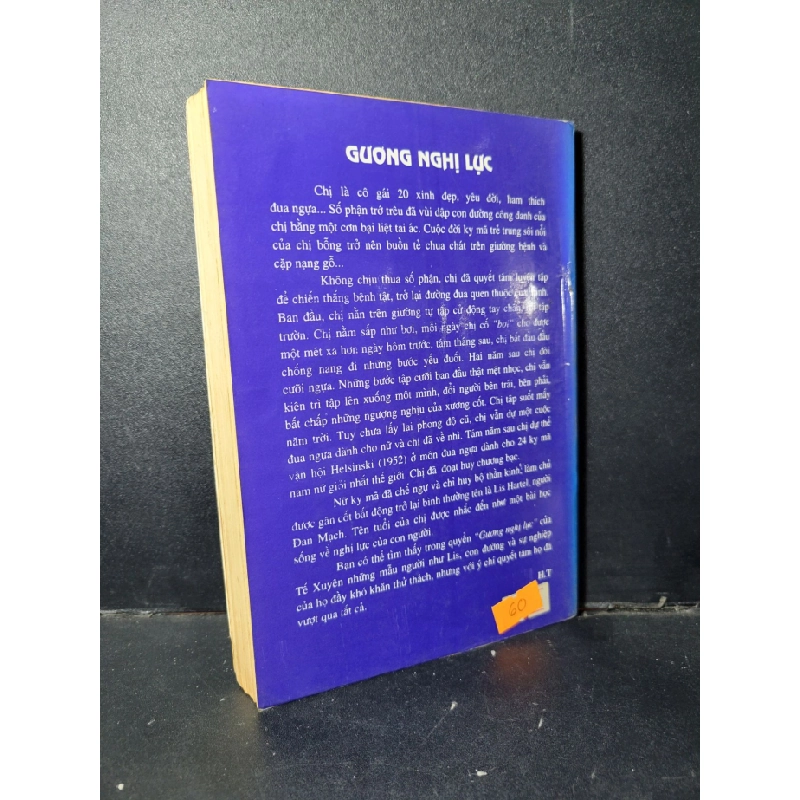 GƯƠNG NGHỊ LỰC
Chị là cô gái 20 xinh đẹp, yêu đời, ham thích
đua ngựa... Số phận trớ trêu đã vùi dập con đường công danh của
chị bằng một cơn bại liệt tai ác. Cuộc đời kỵ mã trẻ trung sôi nổi
của chị bỗng trở nên buồn tẻ chua chát trên giường bệnh và
cặp nạng gỗ...
Không chịu thua số phận, chị đã quyết tâm luyện tập
để chiến thắng bệnh tật, trở lại đường đua quen thuộc của mình.
Ban đầu, chị nằn trên giường tự tập cử động tay chân, rồi tập
trườn. Chị nằm sấp như bơi, mỗi ngày chị cố "bơi" cho được
một mét xa hơn ngày hôm trước, tám tháng sau, chị bắt đầu
chống nạng đi những bước yếu đuối. Hai năm sau chị đòi
cưỡi ngựa. Những bước tập cưỡi ban đầu thật mệt nhọc, chị vẫn
kiên trì tập lên xuống một mình, đổi người bên trái, bên phải,
bất chấp những ngượng nghịu của xương cốt. Chị tập suốt mấy
năm trời. Tuy chưa lấy lại phong độ cũ, chị vẫn dự một cuộc
đua ngựa dành cho nữ và chị đã về nhì. Tám năm sau chị dự thế
vận hội Helsinski (1952) ở môn đua ngựa dành cho 24 kỵ mã
nam nữ giỏi nhất thế giới. Chị đã đoạt huy chương bạc.
Nữ kỵ mã đã chế ngự và chỉ huy bộ thần kinh, làm chủ
được gân cốt bất động trở lại bình thường tên là Lis Hartel, người
Đan Mạch. Tên tuổi của chị được nhắc đến như một bài học
sống về nghị lực của con người.
Bạn có thể tìm thấy trong quyển "Gương nghị lực" của
Tế Xuyên những mẫu người như Lis, con đường và sự nghiệp
của họ đầy khó khăn thử thách, nhưng với ý chí quyết tâm họ đã
vượt qua tất cả.
H.T
60